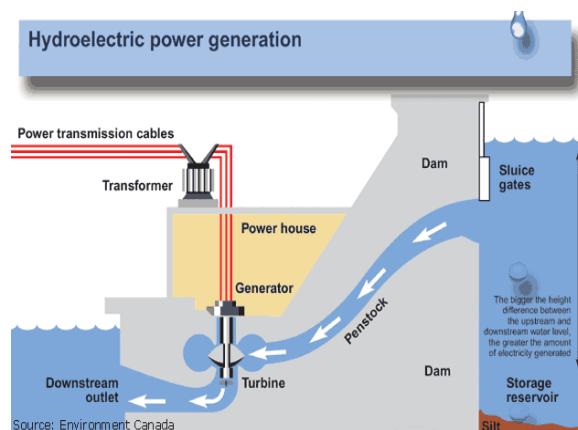 Hydroelectric power generation
Power transmission cables
Transformer
Dam
Sluice
gates
Power house
Generator
Penstock
The bigger the height
difference between
the upstream and
downstream water level,
the greater the amount
of electricity generated
Turbine
Downstream
outlet
Dam
Storage
reservoir
Silt
Source: Environment Canada